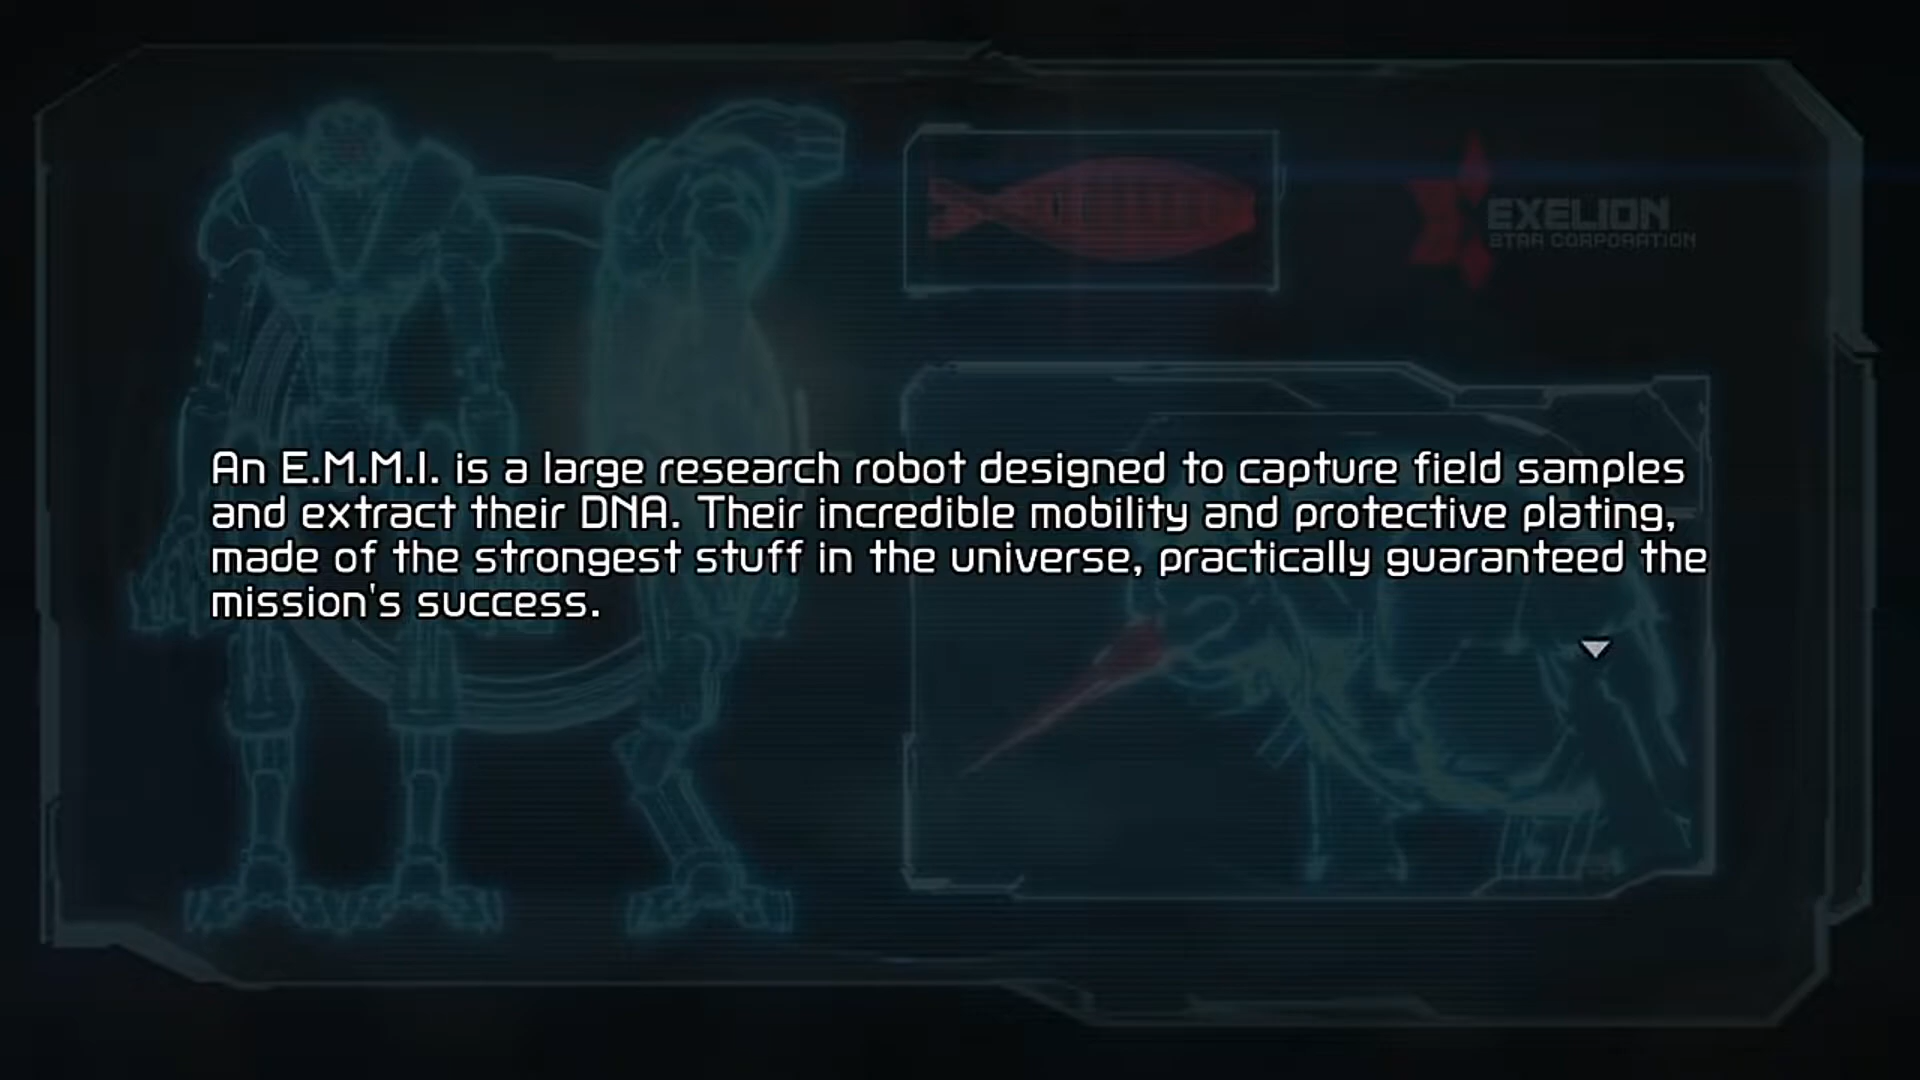 EXELION
STAR CORPORATION
An E.M.M.I. is a large research robot designed to capture field samples
and extract their DNA. Their incredible mobility and protective plating,
made of the strongest stuff in the universe, practically guaranteed the
mission's success.